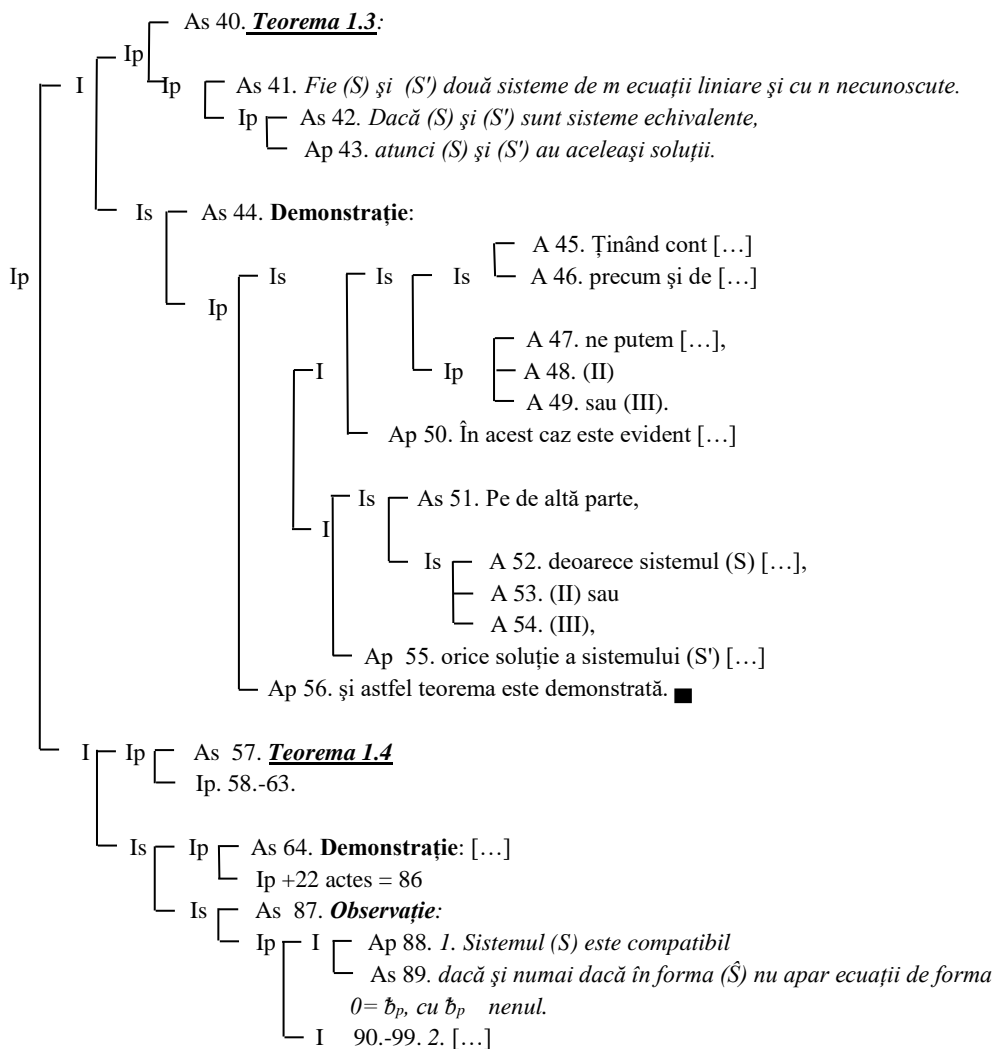 As 40. Teorema 1.3:
Ip
I Ip As 41. Fie (S) şi (S') două sisteme de m ecuaţii liniare şi cu n necunoscute.
Ip As 42. Dacă (S) şi (S') sunt sisteme echivalente,
Ap 43. atunci (S) şi (S') au aceleaşi soluţii.
Is As 44. Demonstraţie:
A 45. Ţinând cont […]
Ip Is Is Is A 46. precum şi de […]
Ip
A 47. ne putem […],
I Ip A 48. (II)
A 49. sau (III).
Ap 50. În acest caz este evident […]
Is As 51. Pe de altă parte,
I
Is A 52. deoarece sistemul (S) […],
A 53. (II) sau
A 54. (III),
Ap 55. orice soluţie a sistemului (S') […]
Ap 56. şi astfel teorema este demonstrată.
I Ip As 57. Teorema 1.4
Ip. 58.-63.
Is Ip As 64. Demonstraţie: […]
Ip +22 actes = 86
Is As 87. Observaţie:
Ip I Ap 88. 1. Sistemul (S) este compatibil
As 89. dacă şi numai dacă în forma (Ŝ) nu apar ecuaţii de forma
0= ƀp, cu ƀp nenul.
I 90.-99. 2. […]